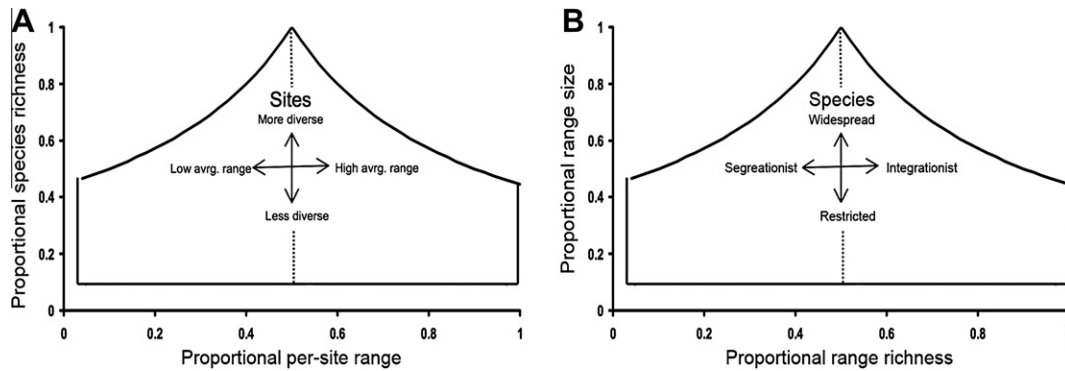 A
Proportional species richness
1
0.8
0.6
0.4
0.2
0
Sites
More diverse
Low avrg. range
High avrg. range
Less diverse
0
0.2
0.4
0.6
0.8
1
Proportional per-site range
B
Proportional range size
1
0.8
0.6
0.4
0.2
0
Species
Widespread
Segreationist
Integrationist
Restricted
0
0.2
0.4
0.6
0.8
Proportional range richness